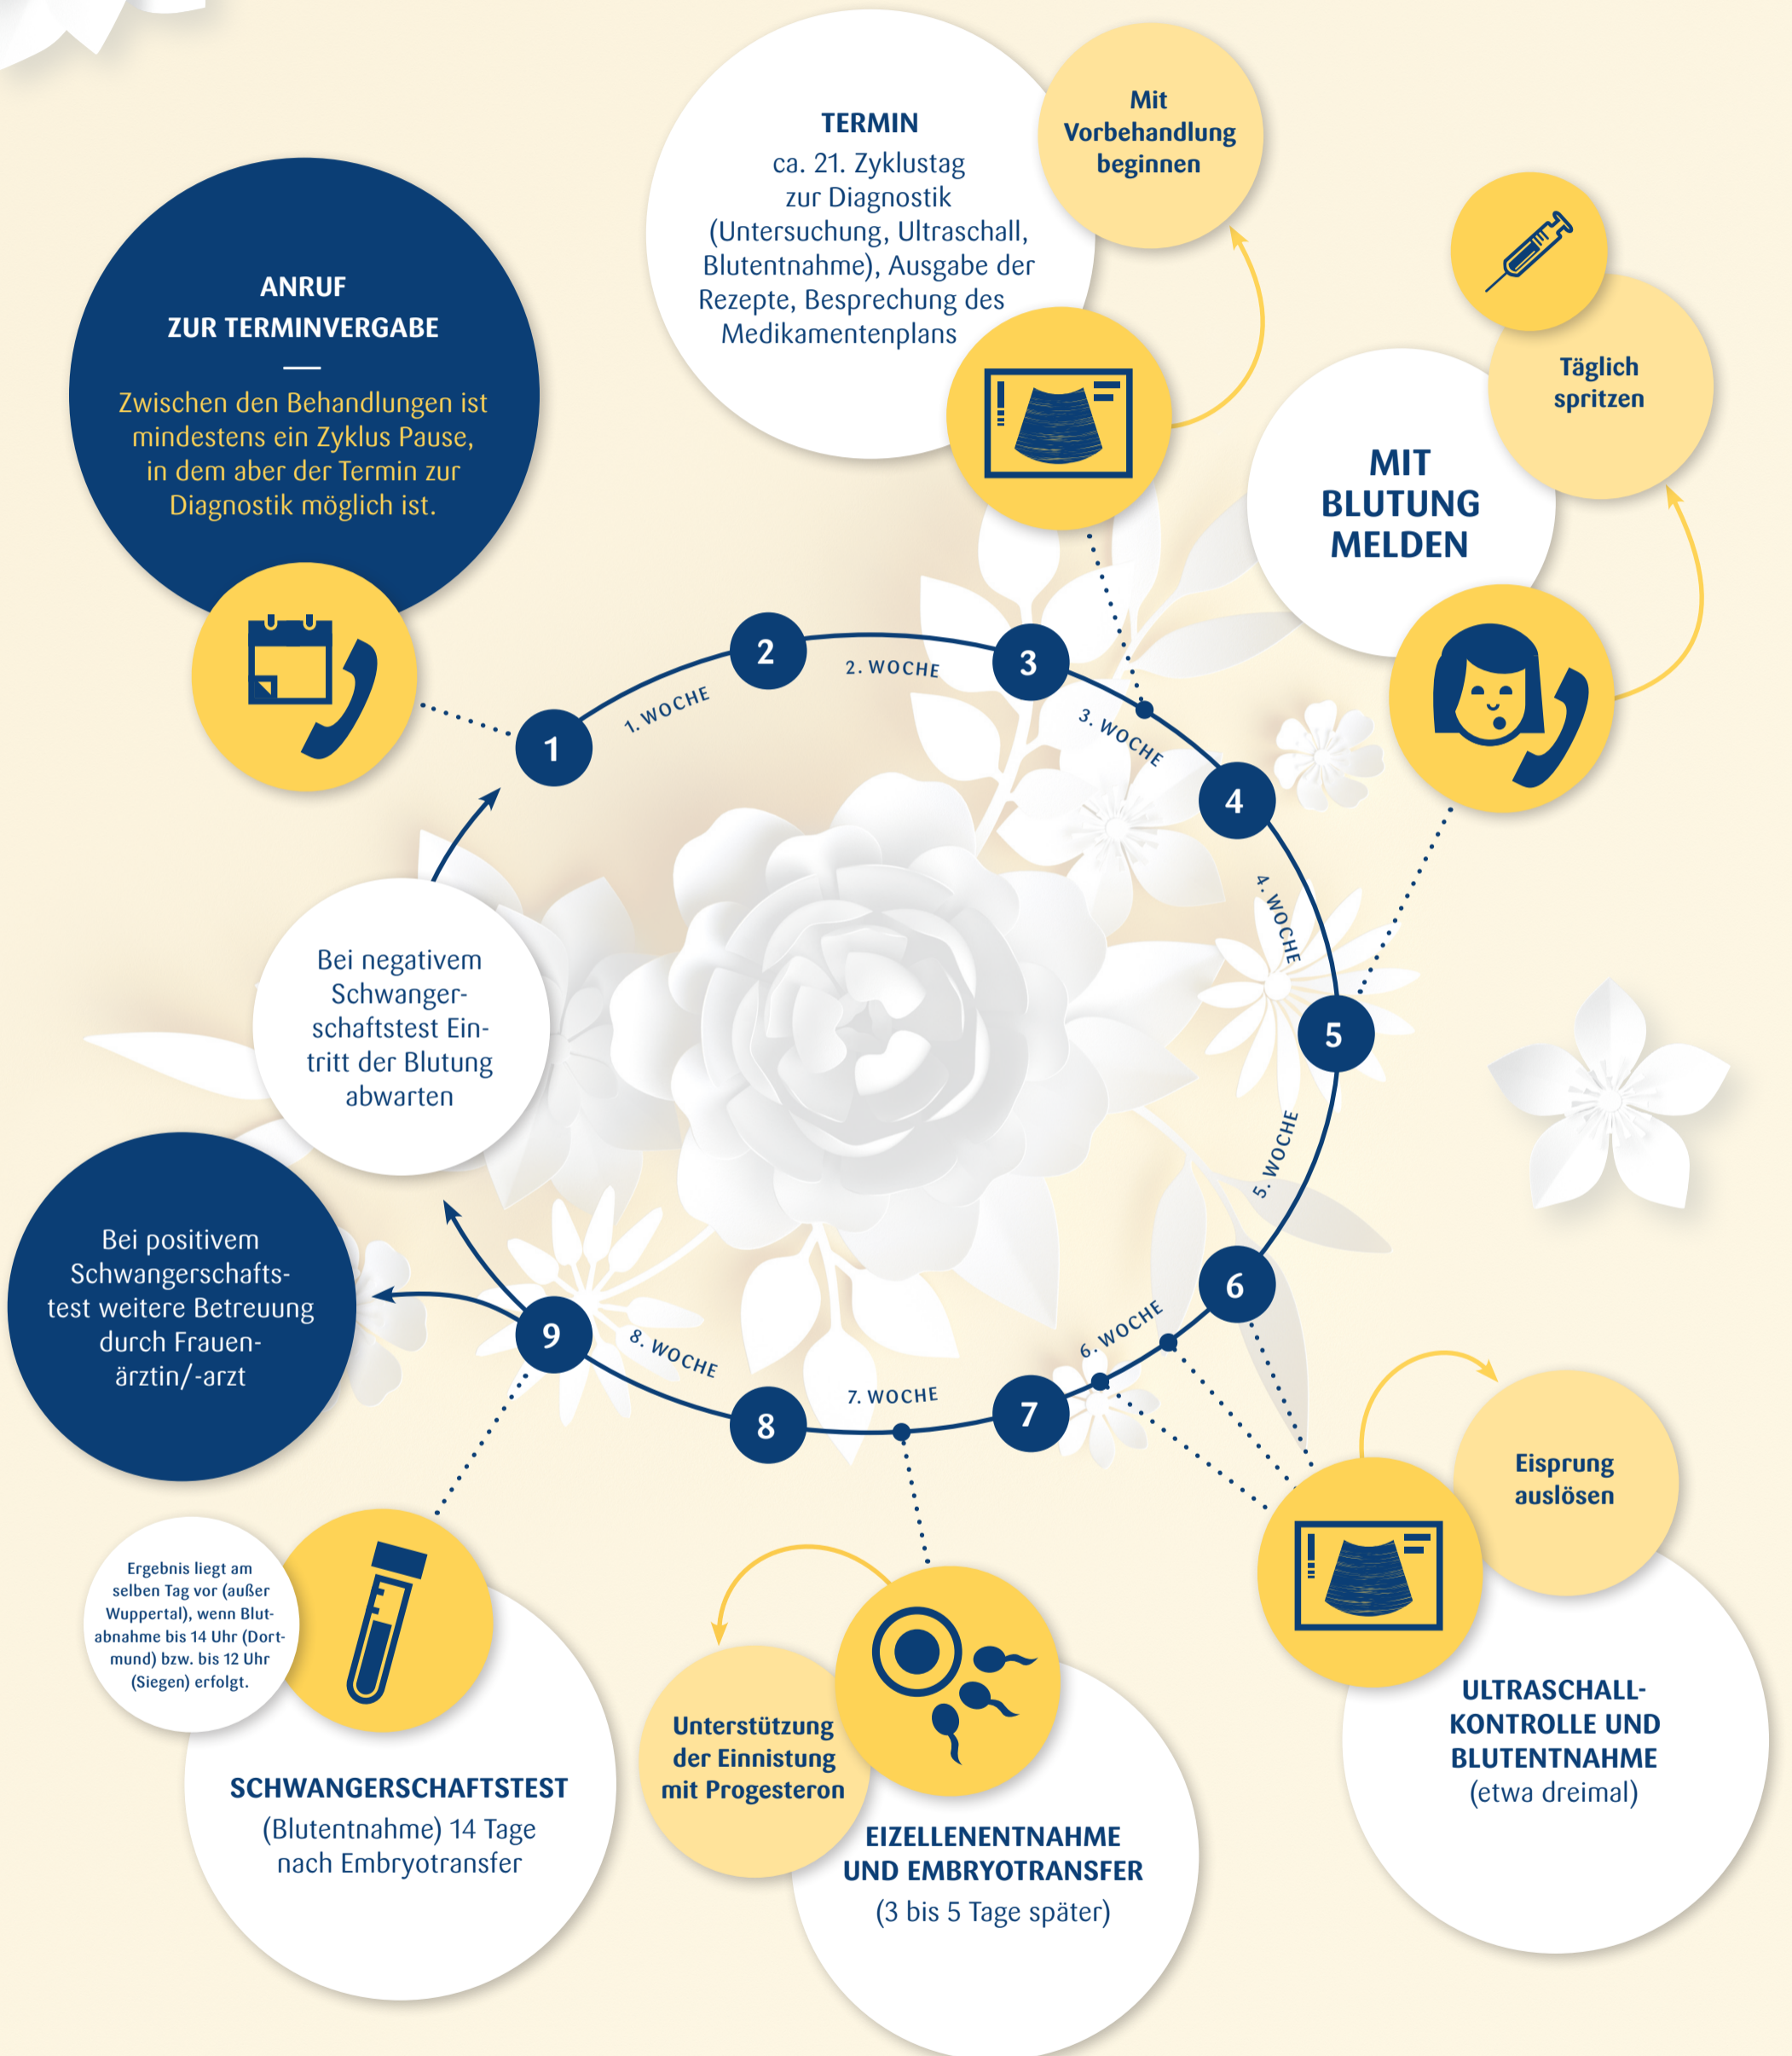 ANRUF
ZUR TERMINVERGABE
Zwischen den Behandlungen ist
mindestens ein Zyklus Pause,
in dem aber der Termin zur
Diagnostik möglich ist.
TERMIN
ca. 21. Zyklustag
zur Diagnostik
(Untersuchung, Ultraschall,
Blutentnahme), Ausgabe der
Rezepte, Besprechung des
Medikamentenplans
Mit
Vorbehandlung
beginnen
MIT
BLUTUNG
MELDEN
Täglich
spritzen
1
1. WOCHE
2
2. WOCHE
3
3. WOCHE
4
4. WOCHE
5
5. WOCHE
6
6. WOCHE
7
7. WOCHE
8
8. WOCHE
9
ULTRASCHALL-
KONTROLLE UND
BLUTENTNAHME
(etwa dreimal)
Eisprung
auslösen
EIZELLENENTNAHME
UND EMBRYOTRANSFER
(3 bis 5 Tage später)
Unterstützung
der Einnistung
mit Progesteron
SCHWANGERSCHAFTSTEST
(Blutentnahme) 14 Tage
nach Embryotransfer
Ergebnis liegt am
selben Tag vor (außer
Wuppertal), wenn Blut-
abnahme bis 14 Uhr (Dort-
mund) bzw. bis 12 Uhr
(Siegen) erfolgt.
Bei positivem
Schwangerschafts-
test weitere Betreuung
durch Frauen-
ärztin/-arzt
Bei negativem
Schwanger-
schaftstest Ein-
tritt der Blutung
abwarten